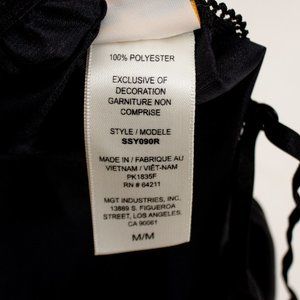 100% POLYESTER
EXCLUSIVE OF
DECORATION
GARNITURE NON
COMPRISE
STYLE / MODELE
SSY090R
MADE IN / FABRIQUE AU
VIETNAM / VIÊT-NAM
PK1835F
RN # 64211
MGT INDUSTRIES, INC.
13889 S. FIGUEROA
STREET, LOS ANGELES,
CA 90061
M/M